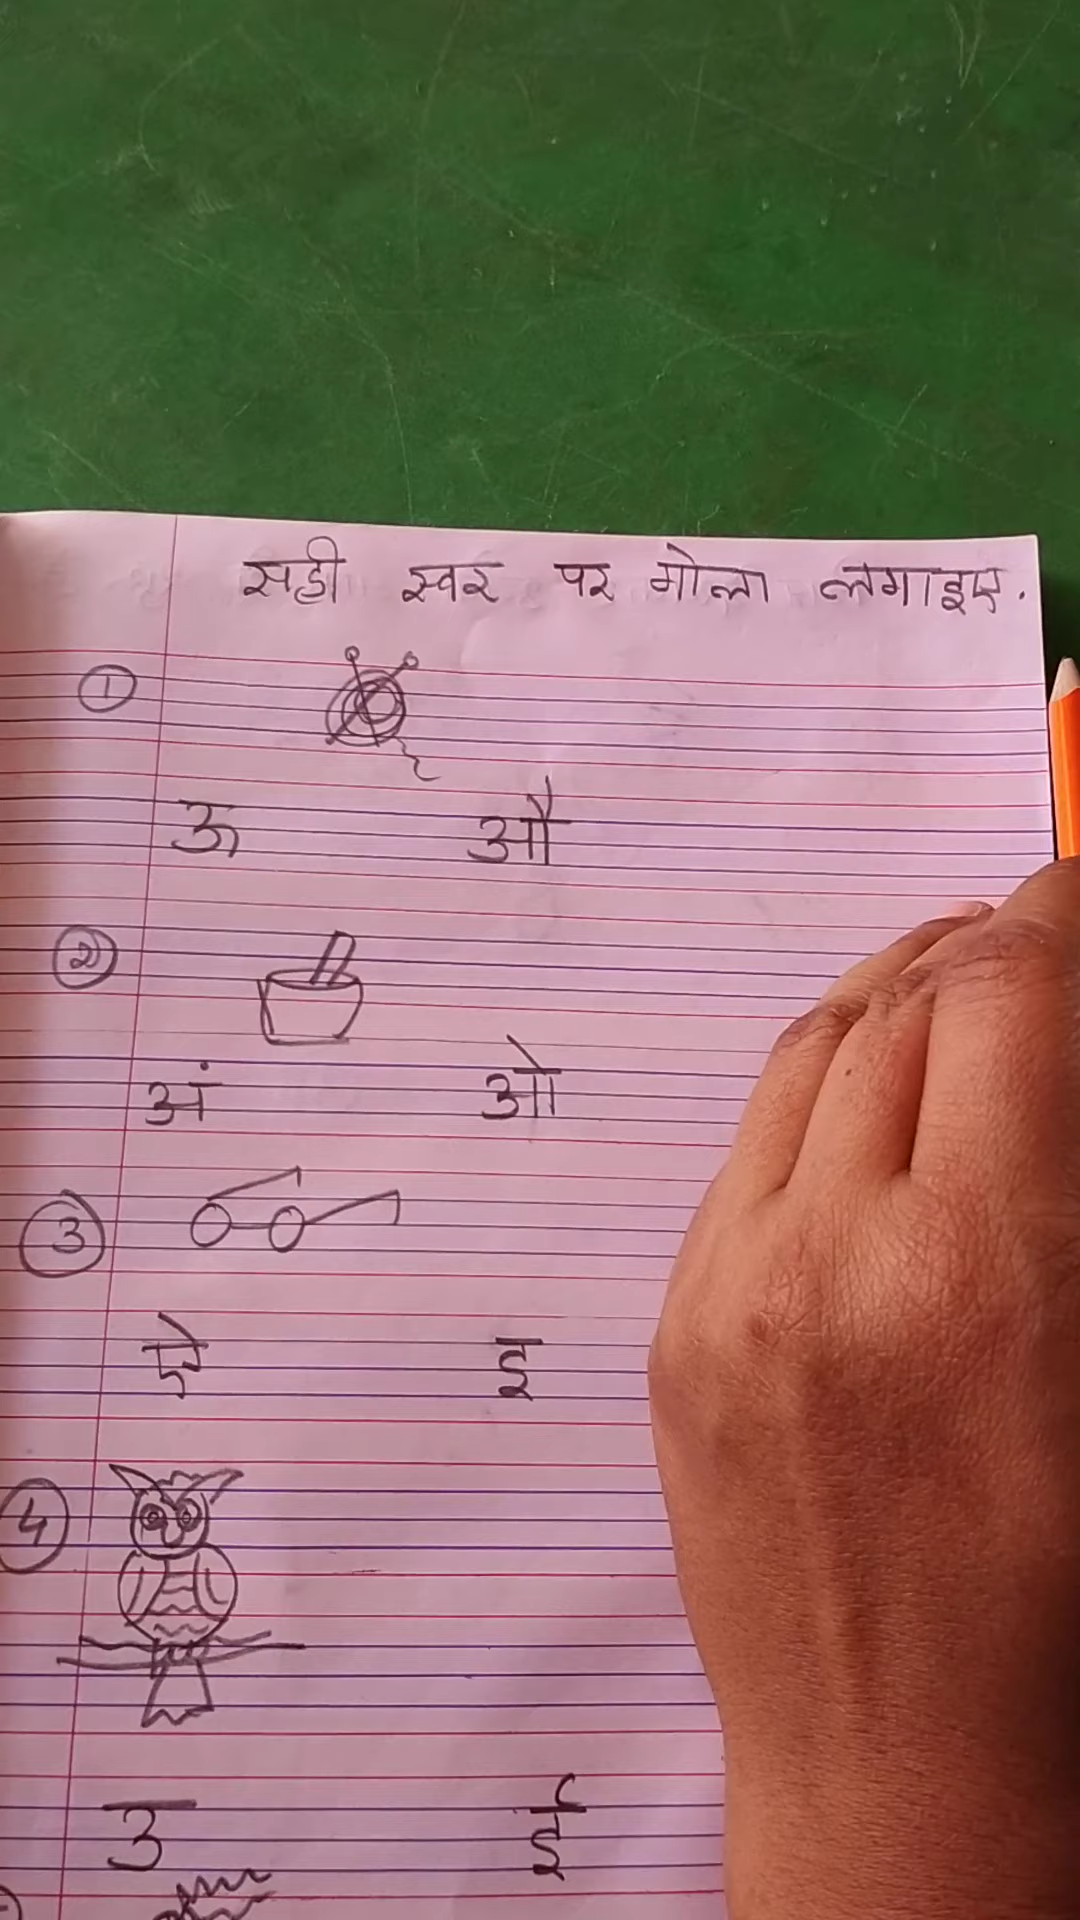 सही स्वर पर गोला लगाइए.
①
ऊ औ
②
अं ओ
③
ऐ इ
④
उ ई